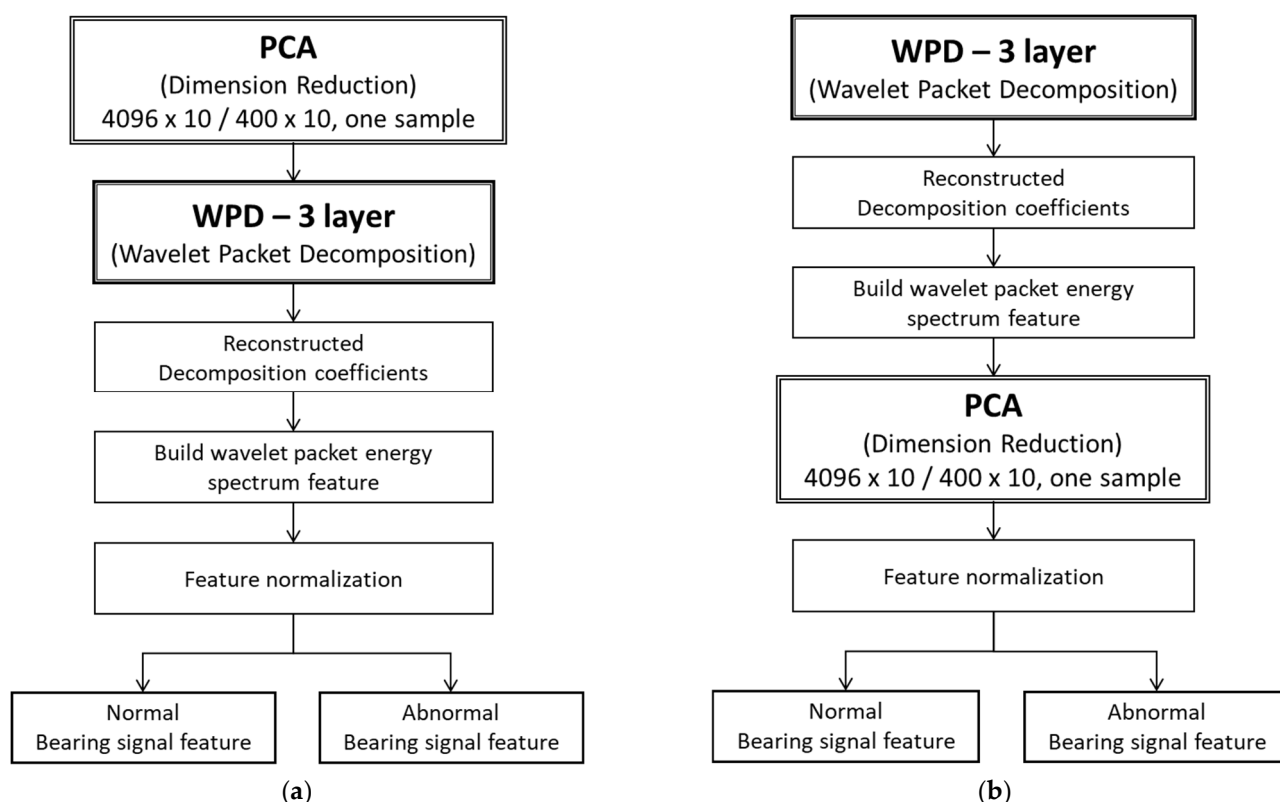 PCA
(Dimension Reduction)
4096 x 10 / 400 x 10, one sample
WPD – 3 layer
(Wavelet Packet Decomposition)
Reconstructed
Decomposition coefficients
Build wavelet packet energy
spectrum feature
Feature normalization
Normal
Bearing signal feature
Abnormal
Bearing signal feature
(a)
WPD – 3 layer
(Wavelet Packet Decomposition)
Reconstructed
Decomposition coefficients
Build wavelet packet energy
spectrum feature
PCA
(Dimension Reduction)
4096 x 10 / 400 x 10, one sample
Feature normalization
Normal
Bearing signal feature
Abnormal
Bearing signal feature
(b)